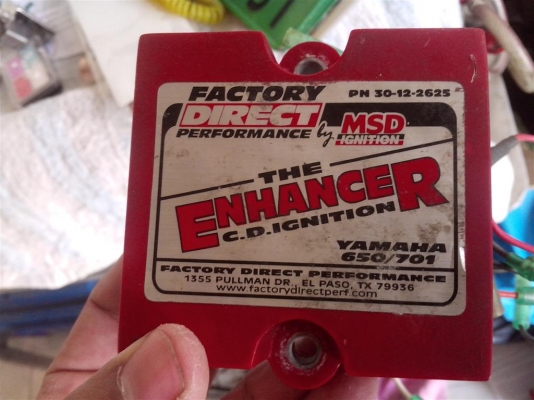 FACTORY PN 30-12-2625
DIRECT
PERFORMANCE by MSD
IGNITION
THE
ENHANCER
C.D. IGNITION
YAMAHA
650/701
FACTORY DIRECT PERFORMANCE
1355 PULLMAN DR., EL PASO, TX 79936
www.factorydirectperf.com